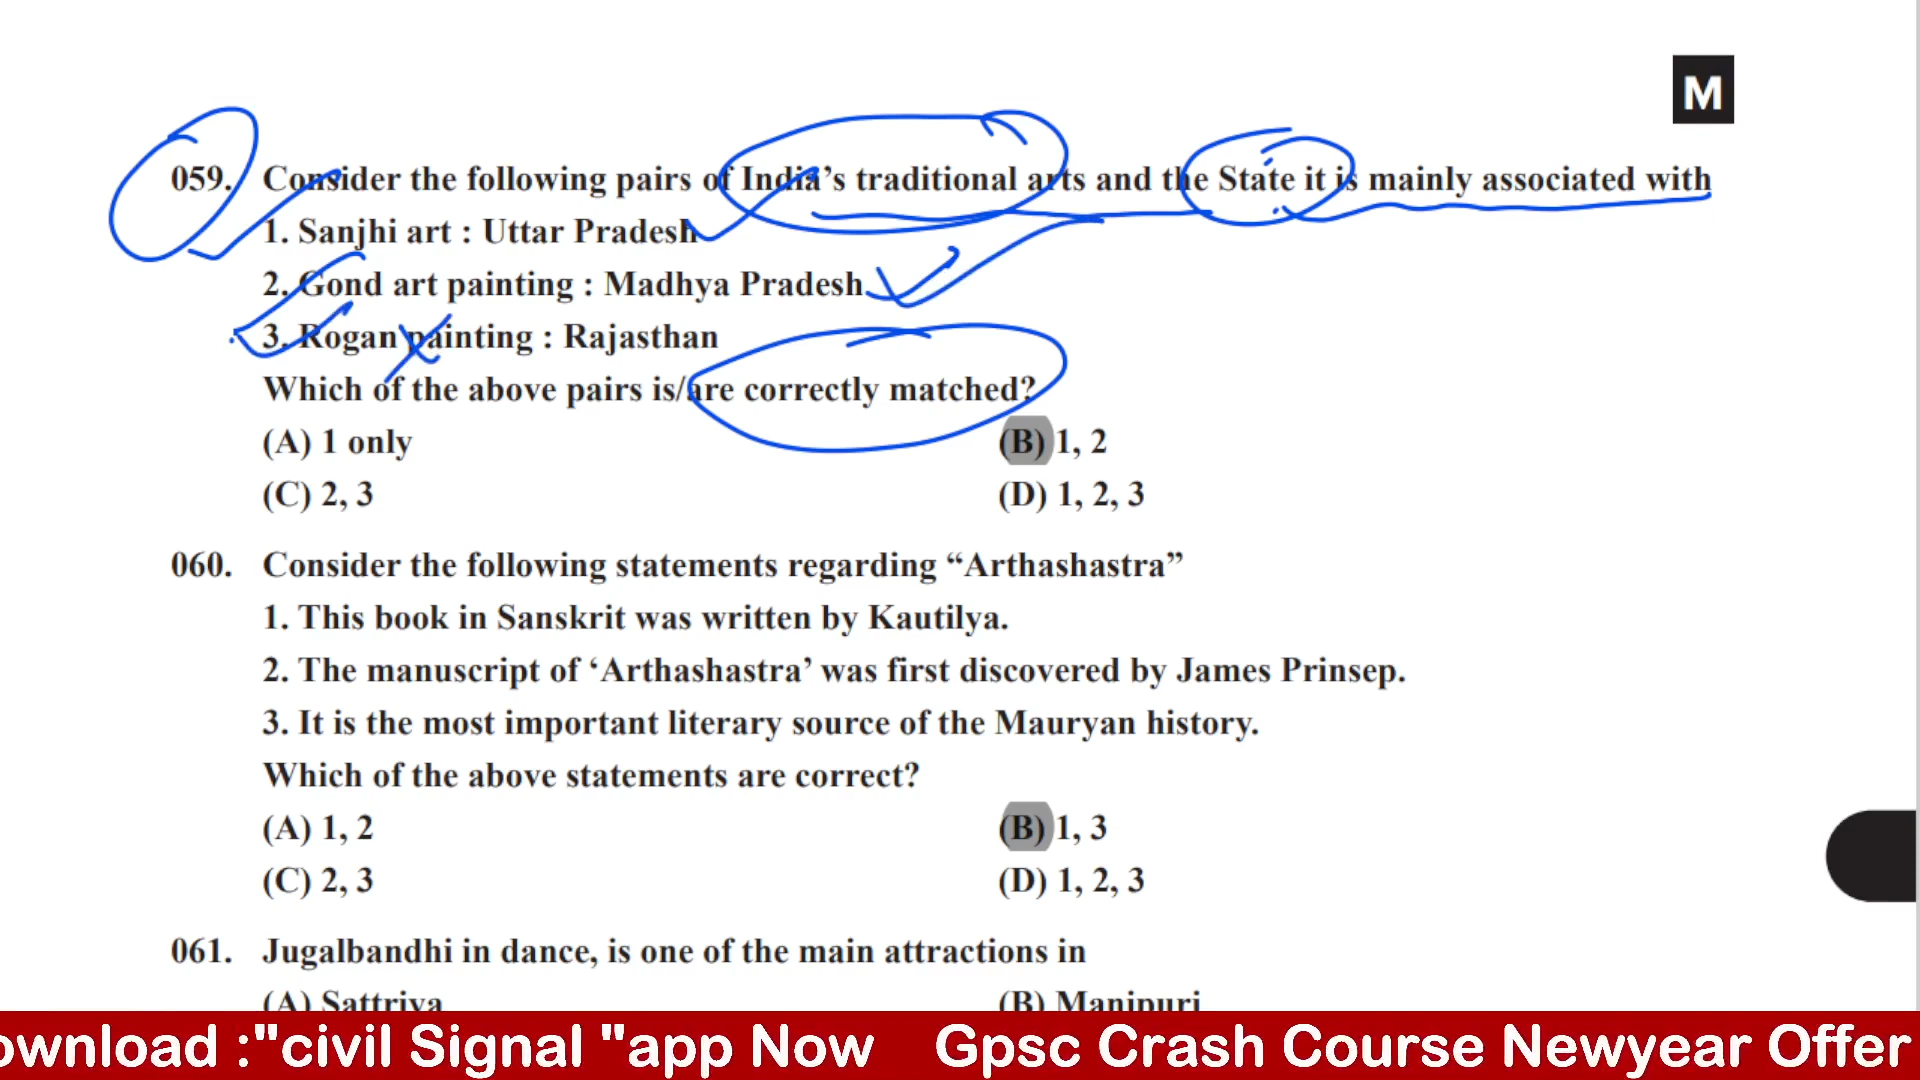 M
059. Consider the following pairs of India’s traditional arts and the State it is mainly associated with
1. Sanjhi art : Uttar Pradesh
2. Gond art painting : Madhya Pradesh
3. Rogan painting : Rajasthan
Which of the above pairs is/are correctly matched?
(A) 1 only (B) 1, 2
(C) 2, 3 (D) 1, 2, 3
060. Consider the following statements regarding “Arthashastra”
1. This book in Sanskrit was written by Kautilya.
2. The manuscript of ‘Arthashastra’ was first discovered by James Prinsep.
3. It is the most important literary source of the Mauryan history.
Which of the above statements are correct?
(A) 1, 2 (B) 1, 3
(C) 2, 3 (D) 1, 2, 3
061. Jugalbandhi in dance, is one of the main attractions in
(A) Sattriya (B) Manipuri
ownload :"civil Signal "app Now Gpsc Crash Course Newyear Offer